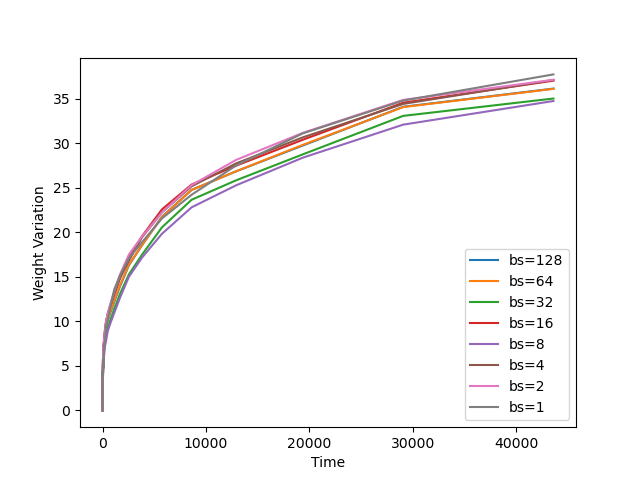 Weight Variation
35
30
25
20
15
10
5
0
0 10000 20000 30000 40000
Time
bs=128
bs=64
bs=32
bs=16
bs=8
bs=4
bs=2
bs=1